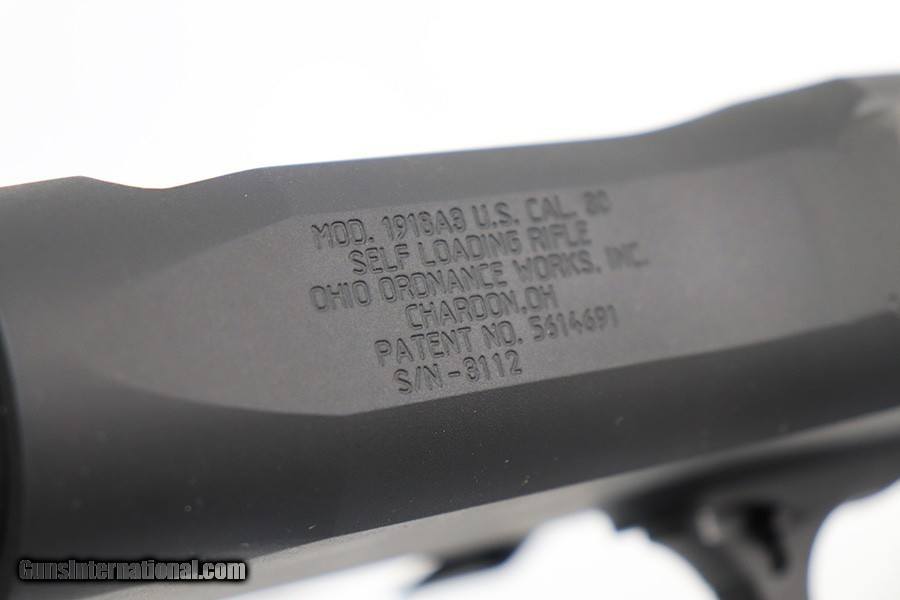 MOD. 1918A3 U.S. CAL. 30
SELF LOADING RIFLE
OHIO ORDNANCE WORKS, INC.
CHARDON,OH
PATENT NO. 5614691
S/N-3112
GunsInternational.com